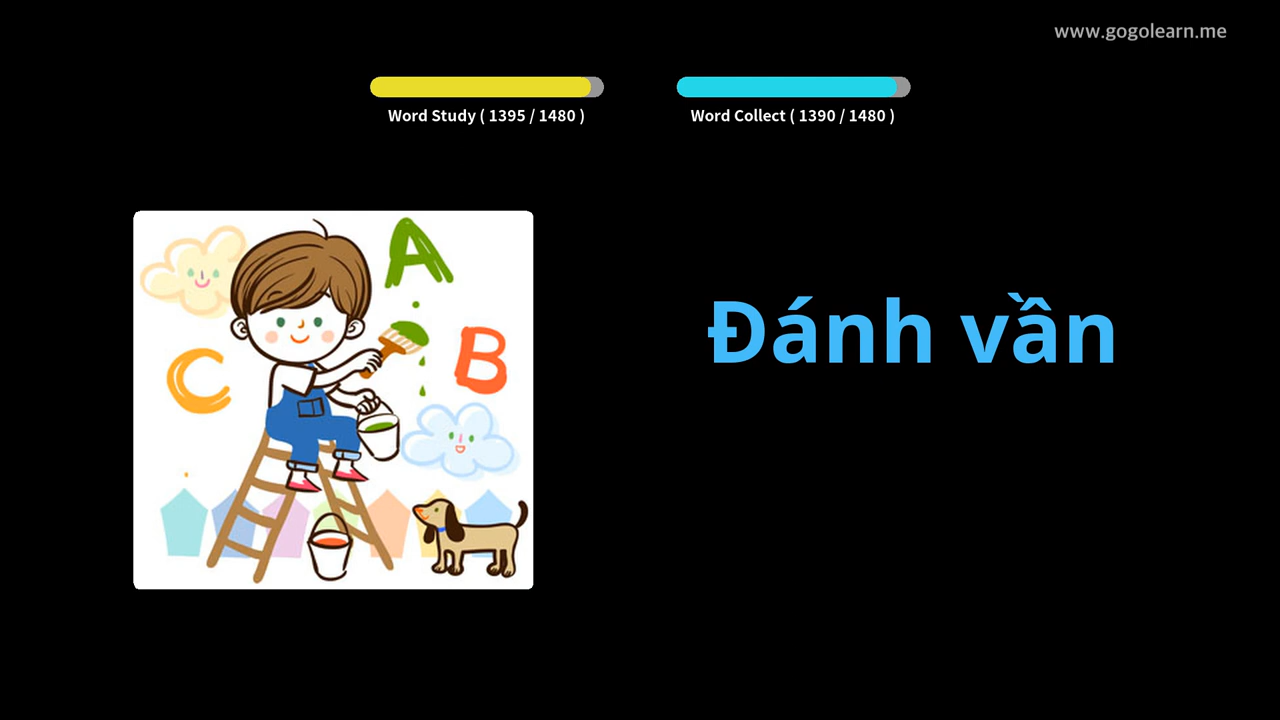 www.gogolearn.me
Word Study ( 1395 / 1480 )
Word Collect ( 1390 / 1480 )
A
B
C
Đánh vần